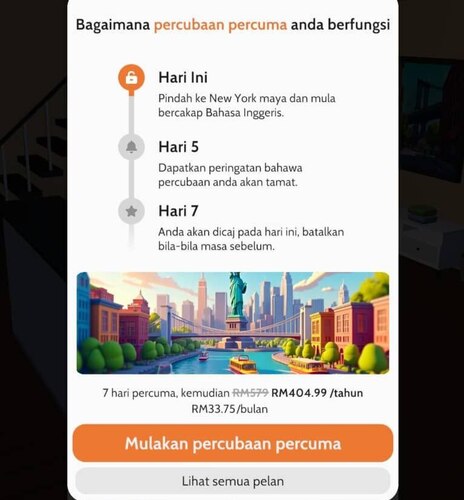 Bagaimana percubaan percuma anda berfungsi
Hari Ini
Pindah ke New York maya dan mula
bercakap Bahasa Inggeris.
Hari 5
Dapatkan peringatan bahawa
percubaan anda akan tamat.
Hari 7
Anda akan dicaj pada hari ini, batalkan
bila-bila masa sebelum.
7 hari percuma, kemudian RM579 RM404.99 /tahun
RM33.75/bulan
Mulakan percubaan percuma
Lihat semua pelan